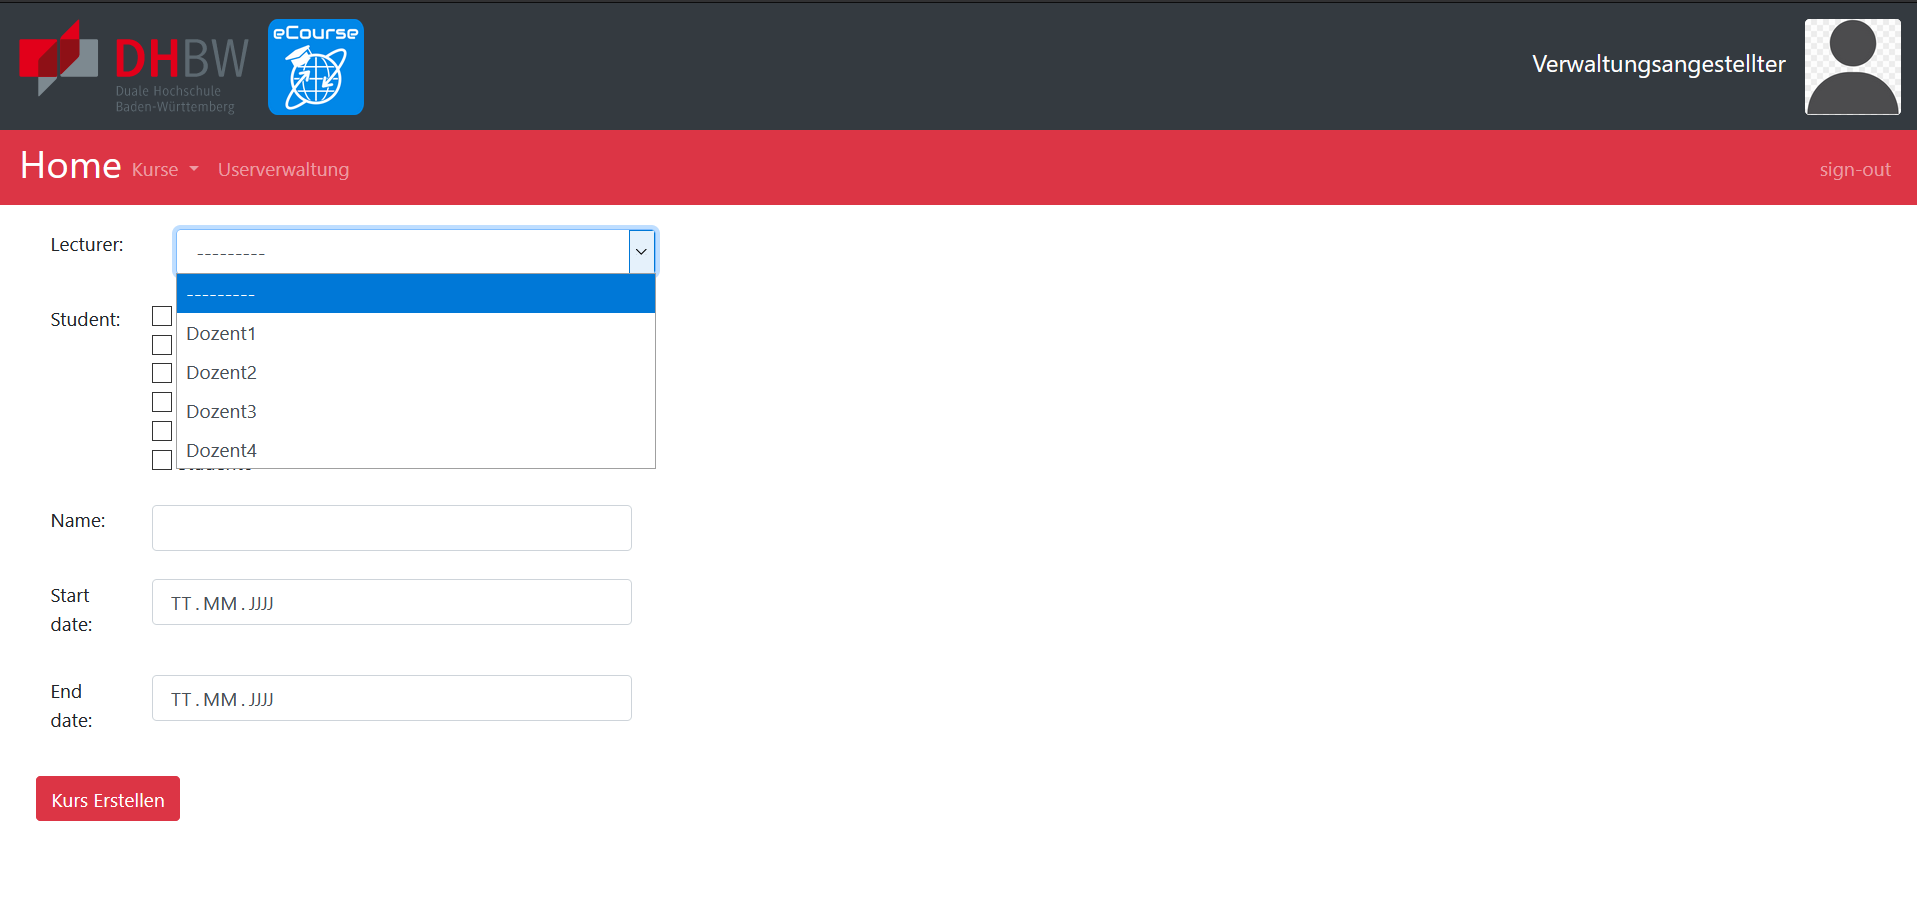 DHBW
Duale Hochschule
Baden-Württemberg
eCourse
Verwaltungsangestellter
Home Kurse Userverwaltung sign-out
Lecturer: ---------
---------
Student:
Dozent1
Dozent2
Dozent3
Dozent4
Name:
Start date: TT.MM.JJJJ
End date: TT.MM.JJJJ
Kurs Erstellen